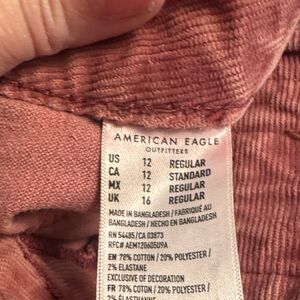 AMERICAN EAGLE
OUTFITTERS
US 12 REGULAR
CA 12 STANDARD
MX 12 REGULAR
UK 16 REGULAR
MADE IN BANGLADESH / FABRIQUÉ AU
BANGLADESH / HECHO EN BANGLADESH
RN 54485/CA 03873
RFC# AEM120605U9A
EN 78% COTTON / 20% POLYESTER /
2% ELASTANE
EXCLUSIVE OF DECORATION
FR 78% COTON / 20% POLYESTER /
2% ÉLASTHANNE